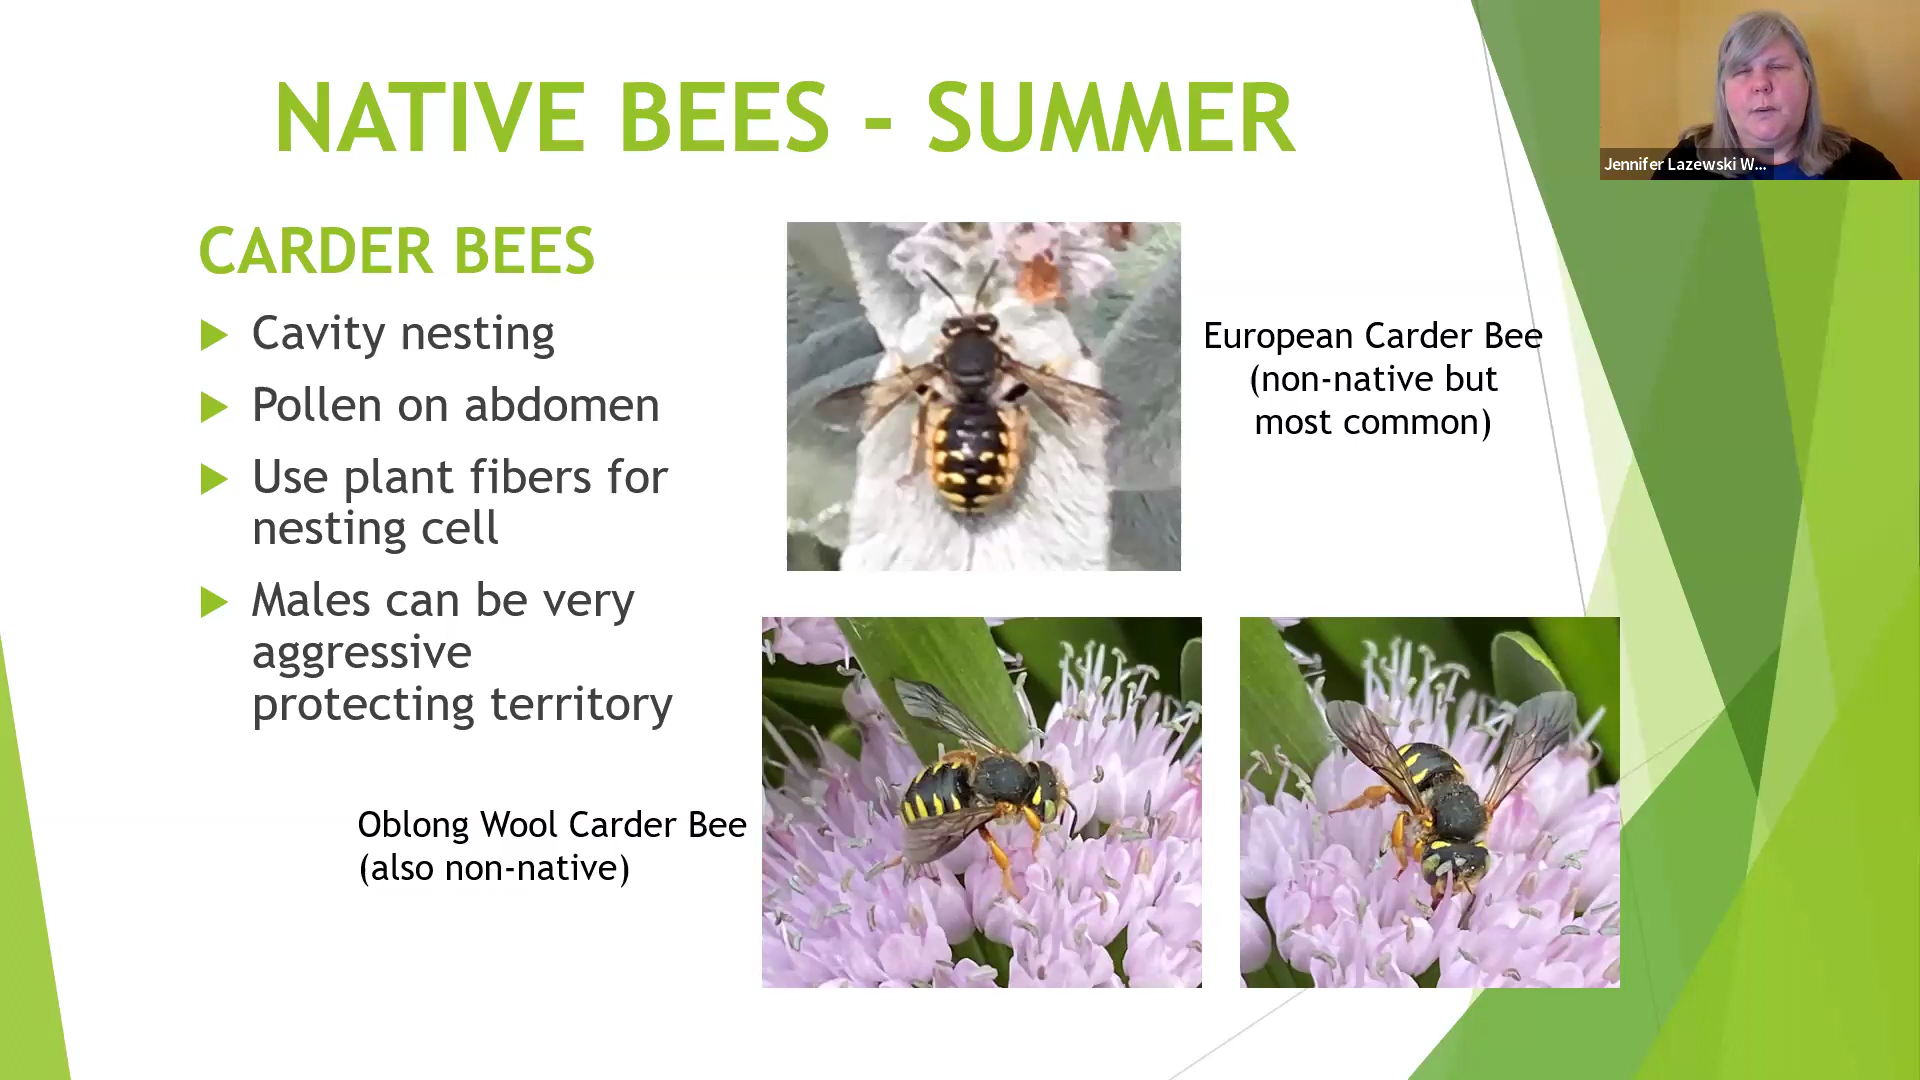 NATIVE BEES - SUMMER
Jennifer Lazewski W...
CARDER BEES
Cavity nesting
Pollen on abdomen
Use plant fibers for
nesting cell
Males can be very
aggressive
protecting territory
European Carder Bee
(non-native but
most common)
Oblong Wool Carder Bee
(also non-native)